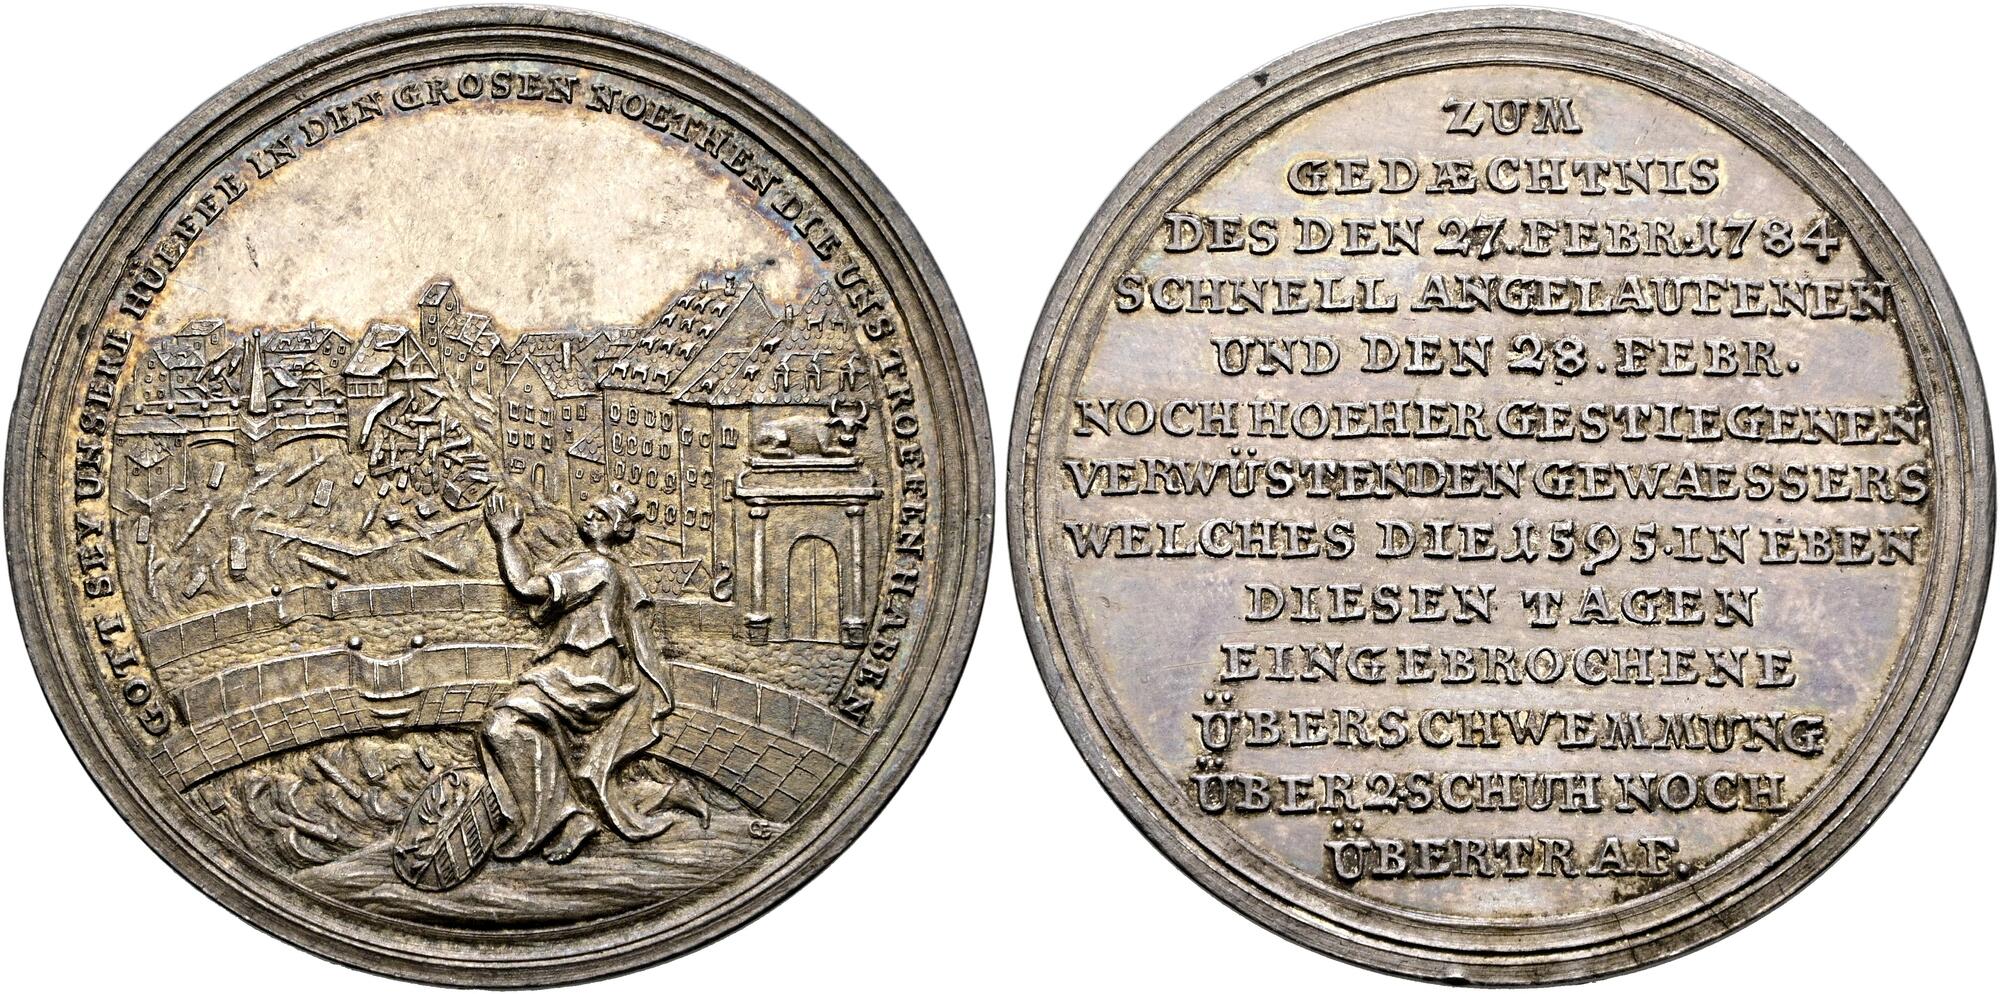 GOTT SEY UNSERE HÜLFFE IN DEN GROSEN NOETHEN DIE UNS TROFFEN HABEN
ZUM
GEDÆCHTNIS
DES DEN 27. FEBR. 1784
SCHNELL ANGELAUFENEN
UND DEN 28. FEBR.
NOCH HOEHER GESTIEGENEN
VERWÜSTENDEN GEWAESSERS
WELCHES DIE 1595. IN EBEN
DIESEN TAGEN
EINGEBROCHENE
ÜBERSCHWEMMUNG
ÜBER 2 SCHUH NOCH
ÜBERTRAF.